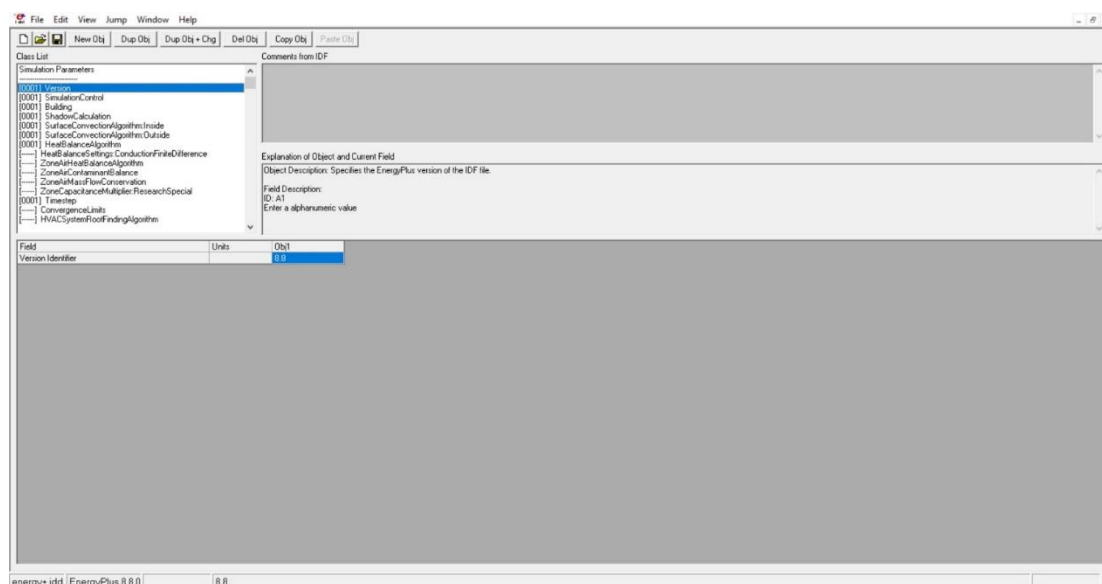 File Edit View Jump Window Help
New Obj Dup Obj Dup Obj + Chg Del Obj Copy Obj Paste Obj
Class List
Simulation Parameters
------------------------
[0001] Version
[0001] SimulationControl
[0001] Building
[0001] ShadowCalculation
[0001] SurfaceConvectionAlgorithm:Inside
[0001] SurfaceConvectionAlgorithm:Outside
[0001] HeatBalanceAlgorithm
[-----] HeatBalanceSettings:ConductionFiniteDifference
[-----] ZoneAirHeatBalanceAlgorithm
[-----] ZoneAirContaminantBalance
[-----] ZoneAirMassFlowConservation
[-----] ZoneCapacitanceMultiplier:ResearchSpecial
[0001] Timestep
[-----] ConvergenceLimits
[-----] HVACSystemRootFindingAlgorithm
Comments from IDF
Explanation of Object and Current Field
Object Description: Specifies the EnergyPlus version of the IDF file.
Field Description:
ID: A1
Enter a alphanumeric value
Field Units Obj1
Version Identifier 8.8
energy+.idd EnergyPlus 8.8.0 8.8